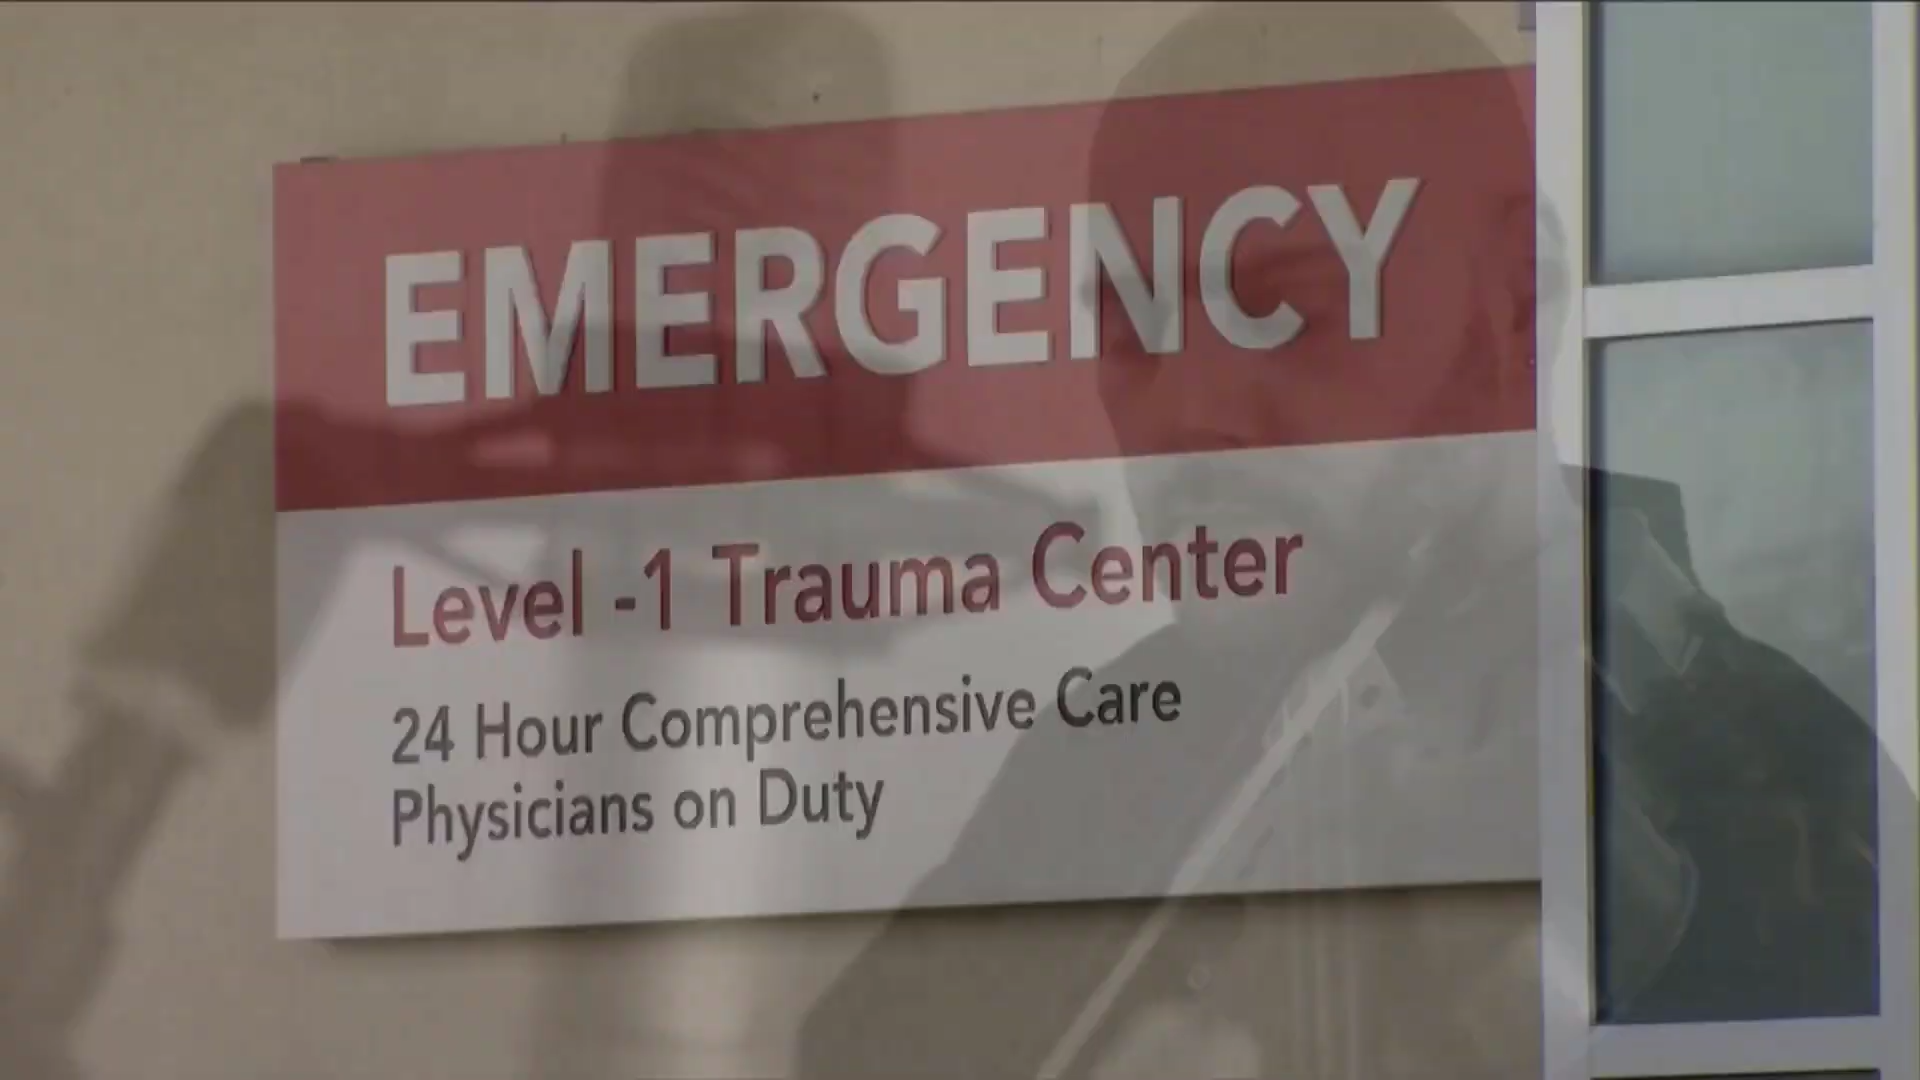 EMERGENCY
Level -1 Trauma Center
24 Hour Comprehensive Care
Physicians on Duty